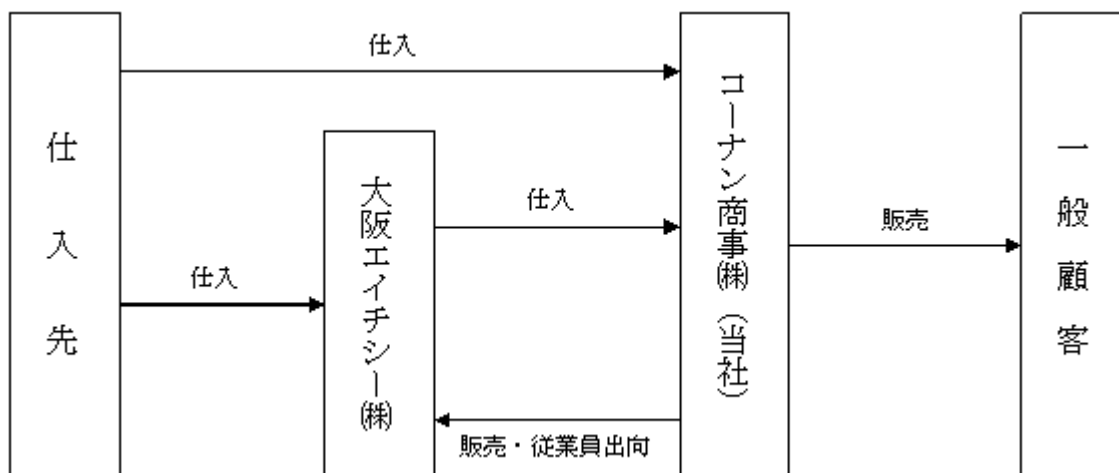 仕入先
仕入
仕入
大阪エイチシー㈱
仕入
販売・従業員出向
コーナン商事㈱（当社）
販売
一般顧客